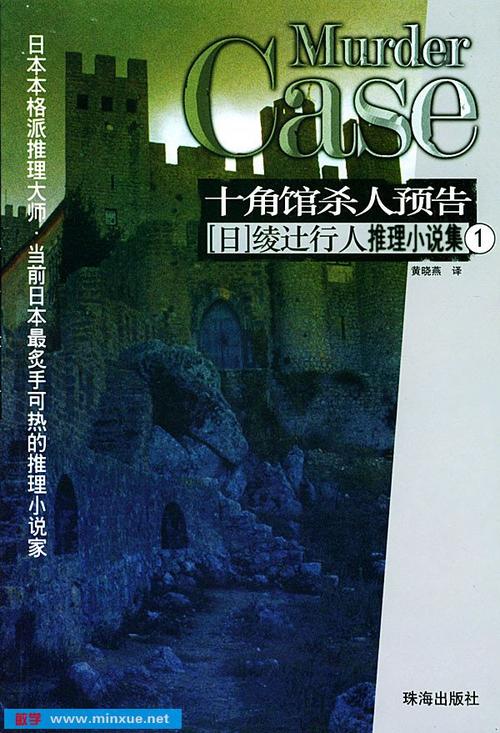 Murder
Case
十角馆杀人预告
[日]绫辻行人推理小说集①
黄晓燕 译
日本本格派推理大师·当前日本最炙手可热的推理小说家
珠海出版社
敏学 www.minxue.net